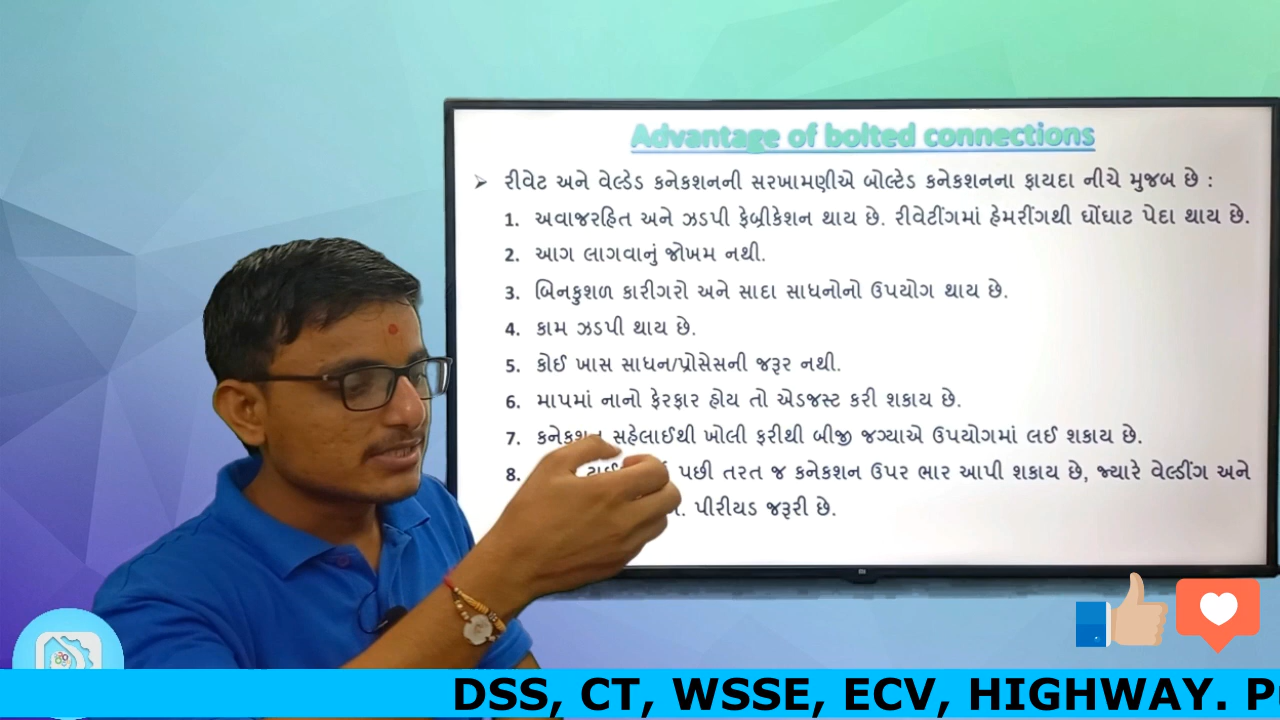 Advantage of bolted connections
➢ રીવેટ અને વેલ્ડેડ કનેકશનની સરખામણીએ બોલ્ટેડ કનેકશનના ફાયદા નીચે મુજબ છે :
1. અવાજરહિત અને ઝડપી ફેબ્રીકેશન થાય છે. રીવેટીંગમાં હેમરીંગથી ઘોંઘાટ પેદા થાય છે.
2. આગ લાગવાનું જોખમ નથી.
3. બિનકુશળ કારીગરો અને સાદા સાધનોનો ઉપયોગ થાય છે.
4. કામ ઝડપી થાય છે.
5. કોઈ ખાસ સાધન/પ્રોસેસની જરૂર નથી.
6. માપમાં નાનો ફેરફાર હોય તો એડજસ્ટ કરી શકાય છે.
7. કનેકશન સહેલાઈથી ખોલી ફરીથી બીજી જગ્યાએ ઉપયોગમાં લઈ શકાય છે.
8. પછી તરત જ કનેકશન ઉપર ભાર આપી શકાય છે, જ્યારે વેલ્ડીંગ અને
પીરીયડ જરૂરી છે.
DSS, CT, WSSE, ECV, HIGHWAY.